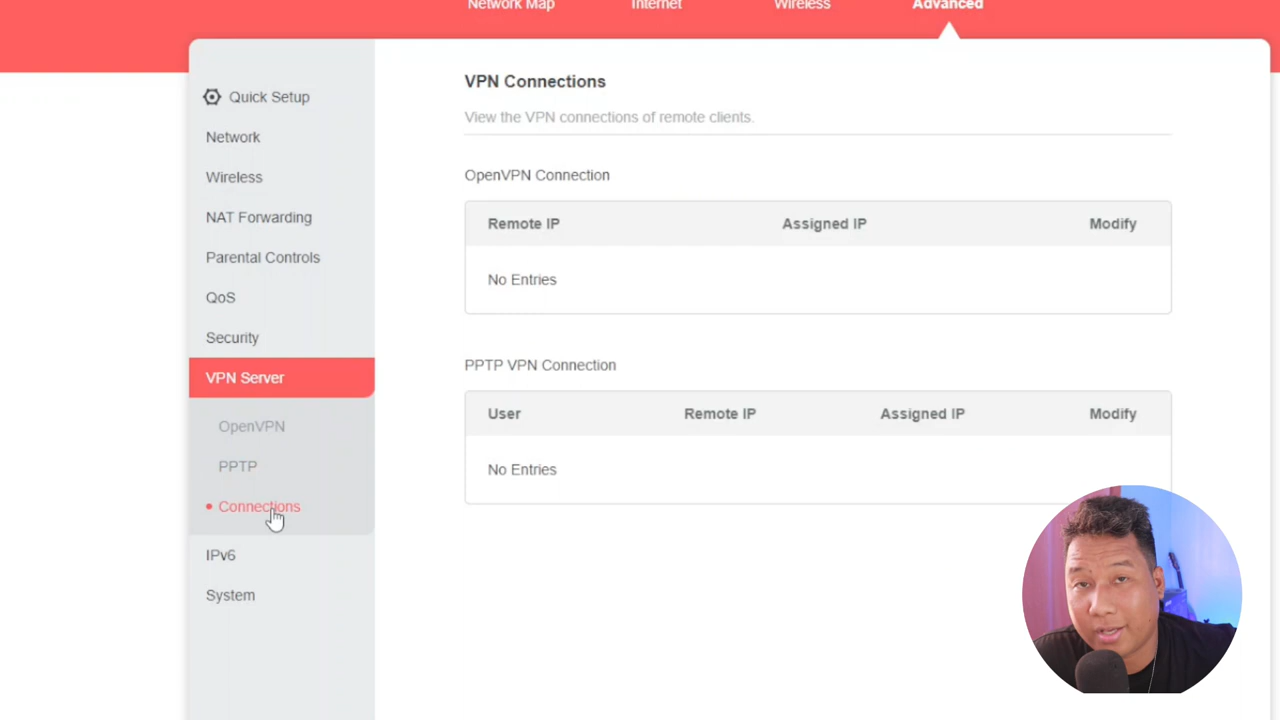 Network Map Internet Wireless Advanced
Quick Setup
Network
Wireless
NAT Forwarding
Parental Controls
QoS
Security
VPN Server
OpenVPN
PPTP
Connections
IPv6
System
VPN Connections
View the VPN connections of remote clients.
OpenVPN Connection
Remote IP Assigned IP Modify
No Entries
PPTP VPN Connection
User Remote IP Assigned IP Modify
No Entries